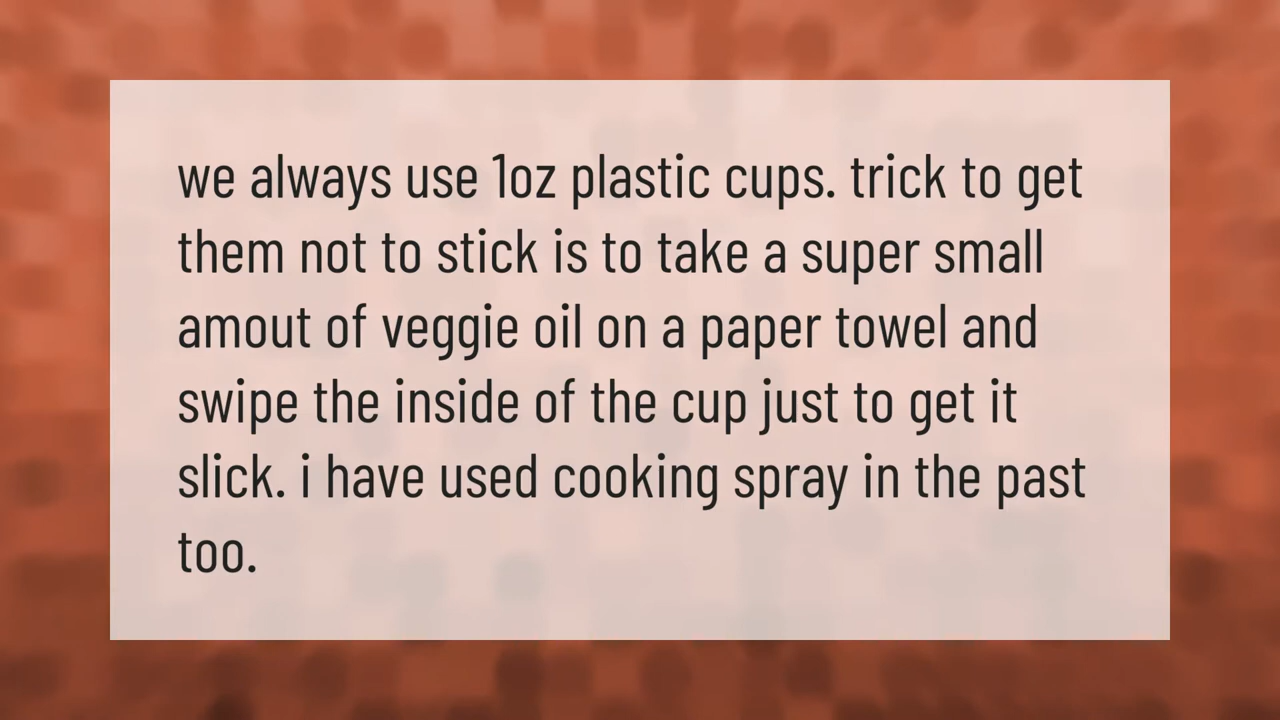 we always use 1oz plastic cups. trick to get
them not to stick is to take a super small
amout of veggie oil on a paper towel and
swipe the inside of the cup just to get it
slick. i have used cooking spray in the past
too.